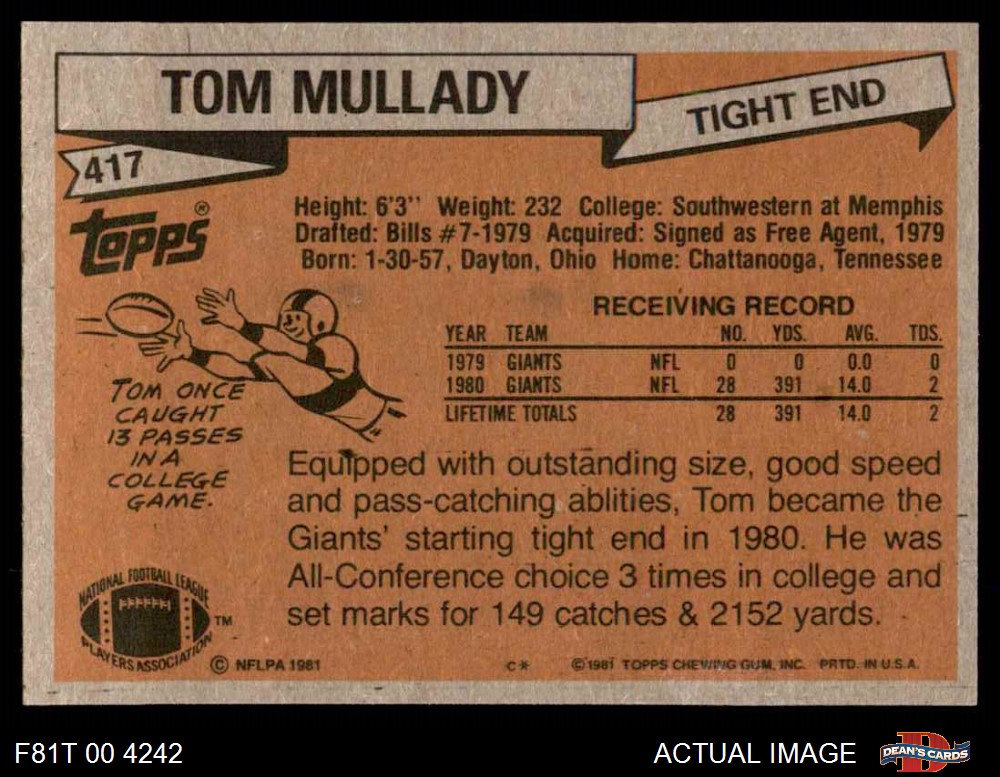 TOM MULLADY
TIGHT END
417
Topps®
Height: 6'3'' Weight: 232 College: Southwestern at Memphis
Drafted: Bills #7-1979 Acquired: Signed as Free Agent, 1979
Born: 1-30-57, Dayton, Ohio Home: Chattanooga, Tennessee
RECEIVING RECORD
YEAR TEAM NO. YDS. AVG. TDS.
1979 GIANTS NFL 0 0 0.0 0
1980 GIANTS NFL 28 391 14.0 2
LIFETIME TOTALS 28 391 14.0 2
TOM ONCE
CAUGHT
13 PASSES
IN A
COLLEGE
GAME.
Equipped with outstanding size, good speed
and pass-catching ablities, Tom became the
Giants' starting tight end in 1980. He was
All-Conference choice 3 times in college and
set marks for 149 catches & 2152 yards.
NATIONAL FOOTBALL LEAGUE
PLAYERS ASSOCIATION
TM
© NFLPA 1981
C*
© 1981 TOPPS CHEWING GUM, INC. PRTD. IN U.S.A.
F81T 00 4242
ACTUAL IMAGE
D
DEAN'S CARDS